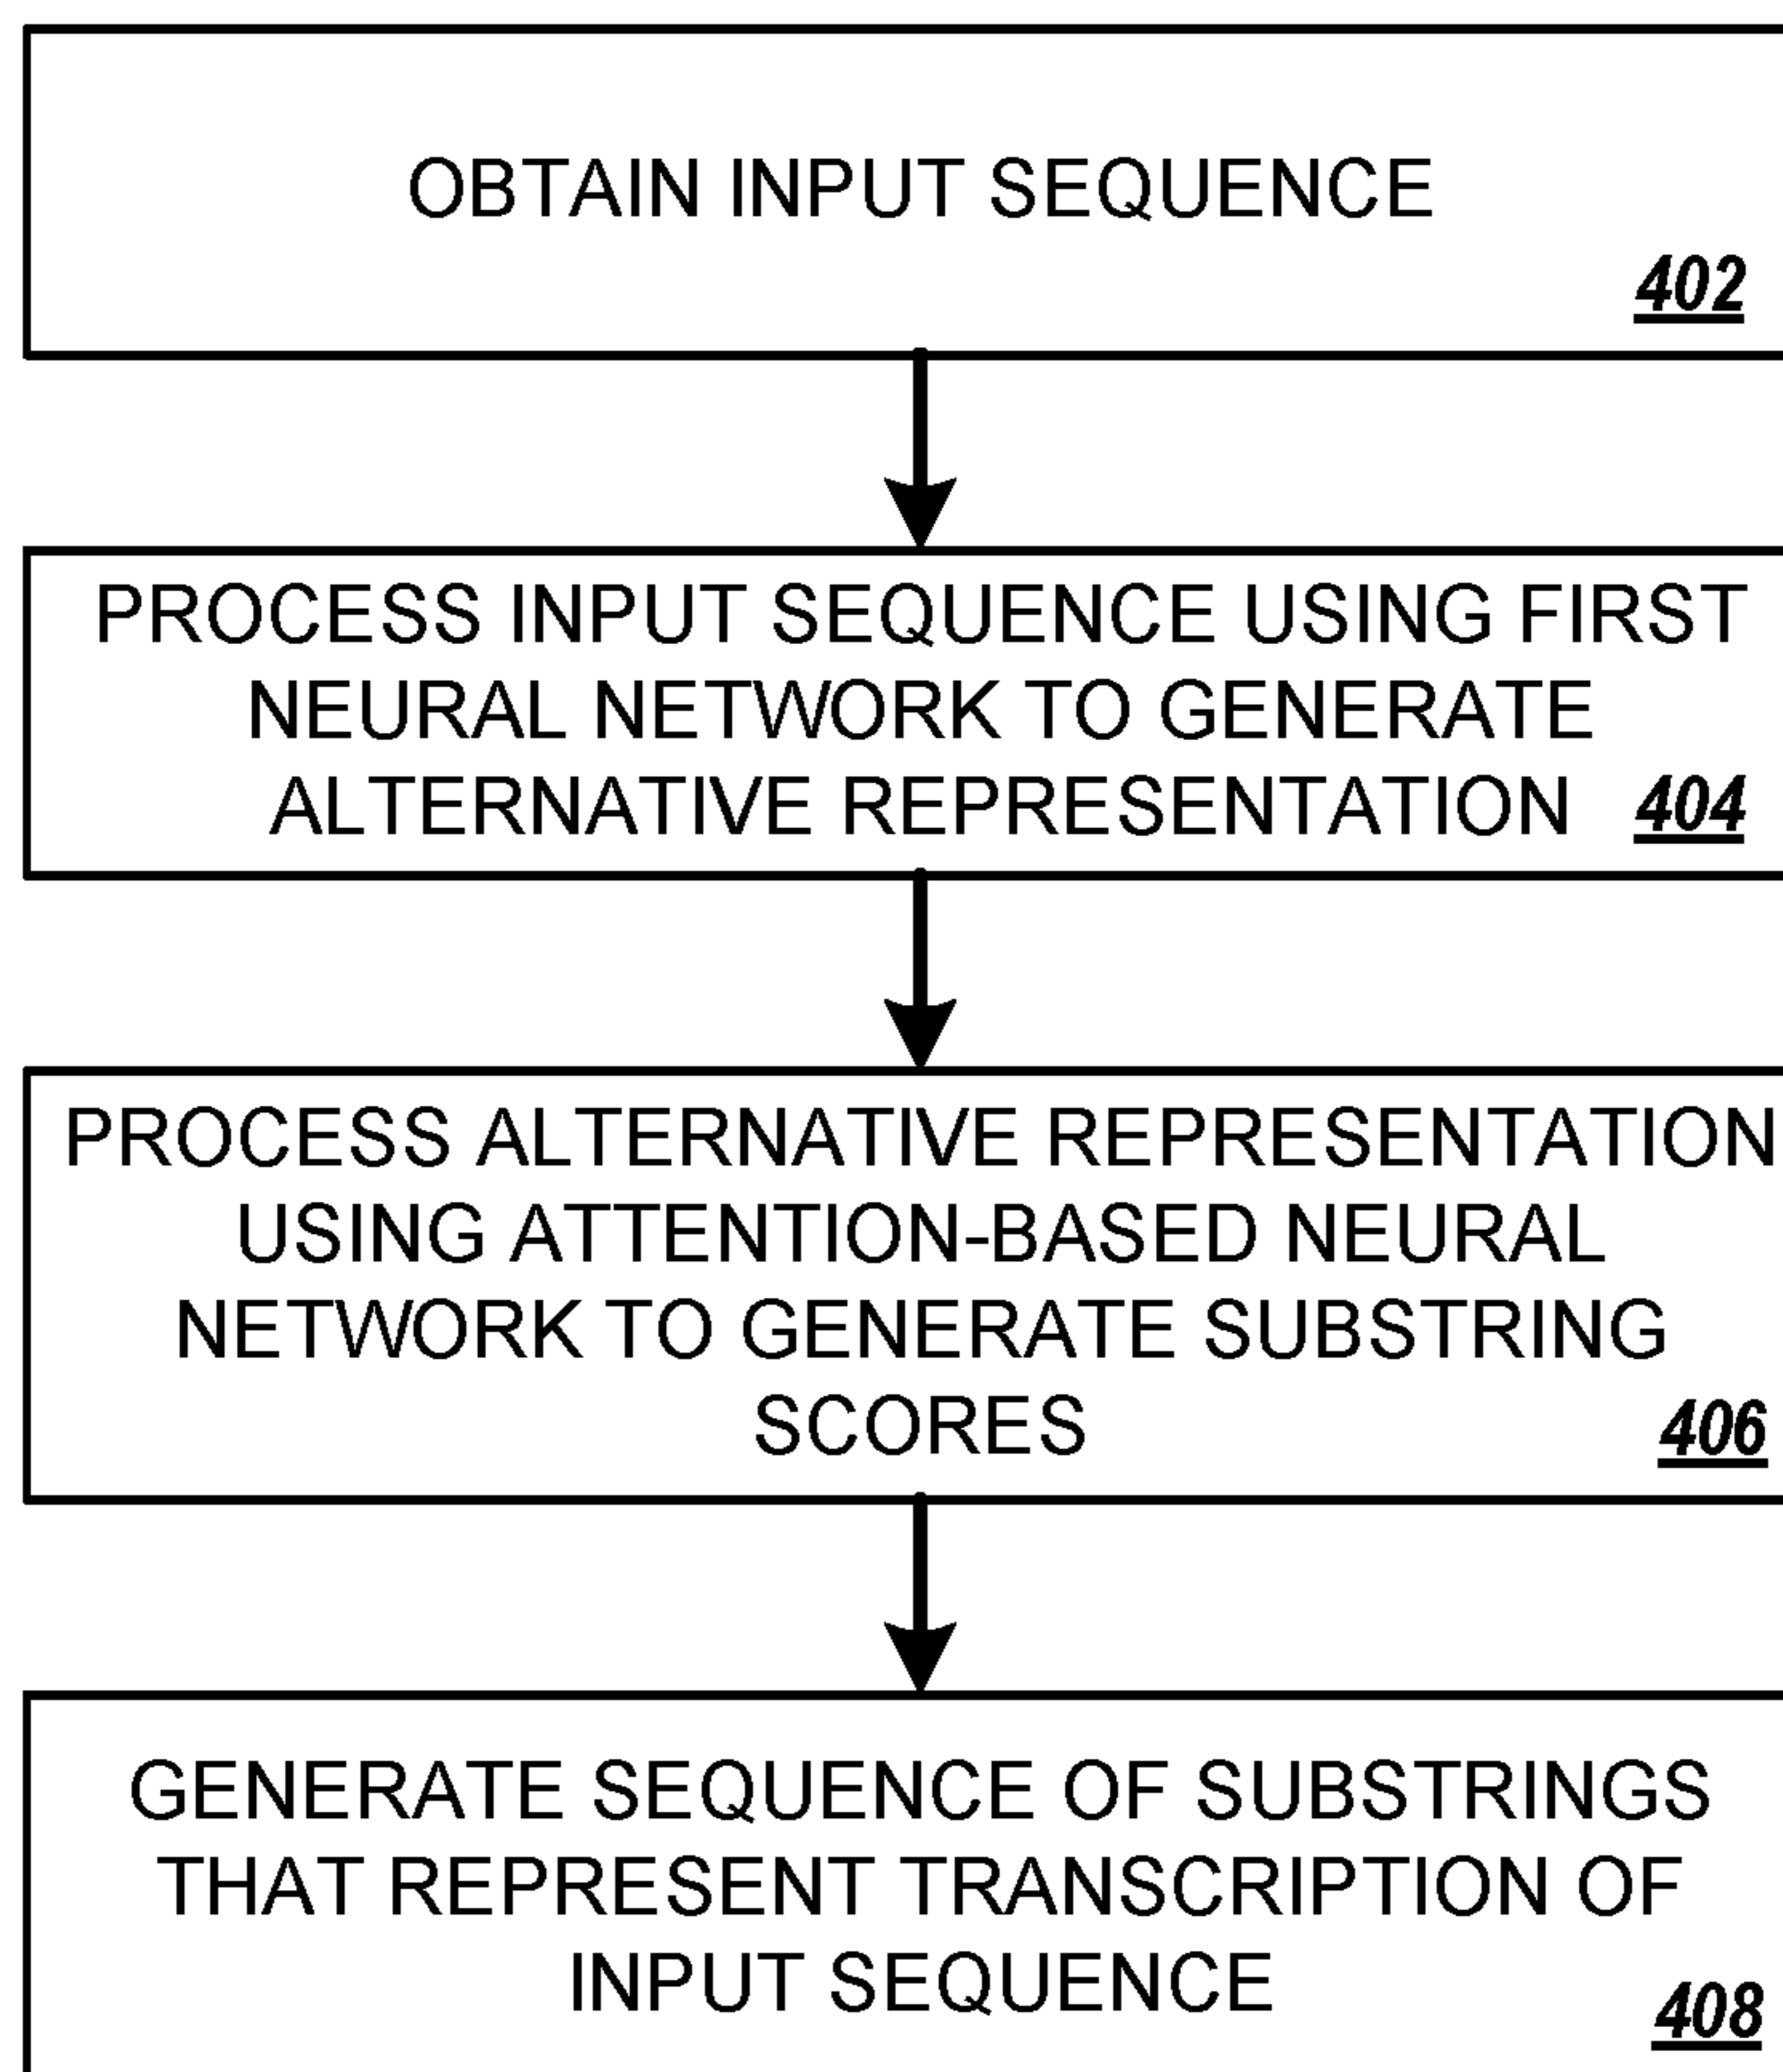 OBTAIN INPUT SEQUENCE
402
PROCESS INPUT SEQUENCE USING FIRST
NEURAL NETWORK TO GENERATE
ALTERNATIVE REPRESENTATION 404
PROCESS ALTERNATIVE REPRESENTATION
USING ATTENTION-BASED NEURAL
NETWORK TO GENERATE SUBSTRING
SCORES
406
GENERATE SEQUENCE OF SUBSTRINGS
THAT REPRESENT TRANSCRIPTION OF
INPUT SEQUENCE
408